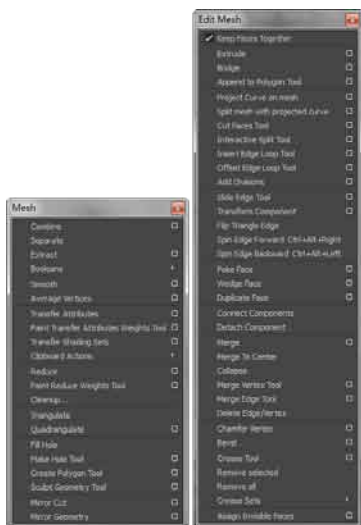 Mesh
Combine
Separate
Extract
Booleans
Smooth
Average Vertices
Transfer Attributes
Paint Transfer Attributes Weights Tool
Transfer Shading Sets
Clipboard Actions
Reduce
Paint Reduce Weights Tool
Cleanup...
Triangulate
Quadrangulate
Fill Hole
Make Hole Tool
Create Polygon Tool
Sculpt Geometry Tool
Mirror Cut
Mirror Geometry
Edit Mesh
Keep Faces Together
Extrude
Bridge
Append to Polygon Tool
Project Curve on mesh
Split mesh with projected curve
Cut Faces Tool
Interactive Split Tool
Insert Edge Loop Tool
Offset Edge Loop Tool
Add Divisions
Slide Edge Tool
Transform Component
Flip Triangle Edge
Spin Edge Forward Ctrl+Alt+Right
Spin Edge Backward Ctrl+Alt+Left
Poke Face
Wedge Face
Duplicate Face
Connect Components
Detach Component
Merge
Merge To Center
Collapse
Merge Vertex Tool
Merge Edge Tool
Delete Edge/Vertex
Chamfer Vertex
Bevel
Crease Tool
Remove selected
Remove all
Crease Sets
Assign Invisible Faces